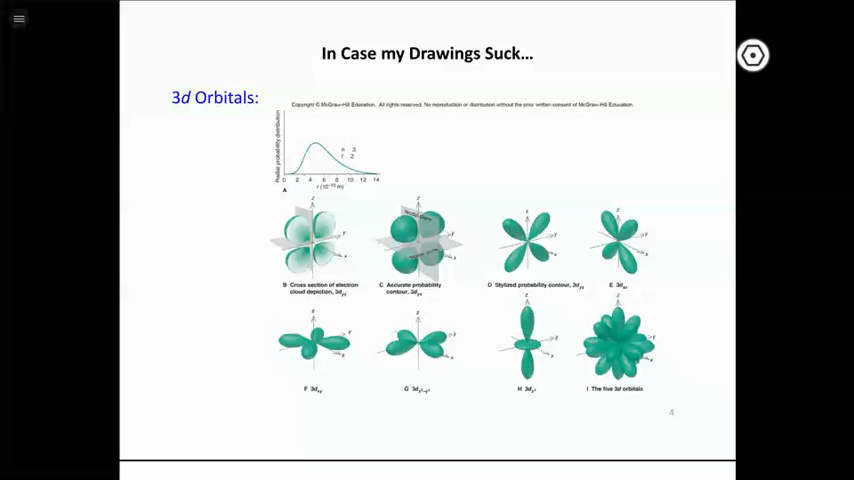 In Case my Drawings Suck...
3d Orbitals:
Copyright © McGraw-Hill Education. All rights reserved. No reproduction or distribution without the prior written consent of McGraw-Hill Education.
Radial probability distribution
n 3
l 2
0 2 4 6 8 10 12 14
r (10⁻¹⁰ m)
A
z
y
x
z
y
x
z
y
x
z
y
x
B Cross section of electron
cloud depiction, 3dyz
C Accurate probability
contour, 3dyz
D Stylized probability contour, 3dyz
E 3dxz
z
y
x
z
y
x
z
y
x
z
y
x
F 3dxy
G 3dx²–y²
H 3dz²
I The five 3d orbitals
4